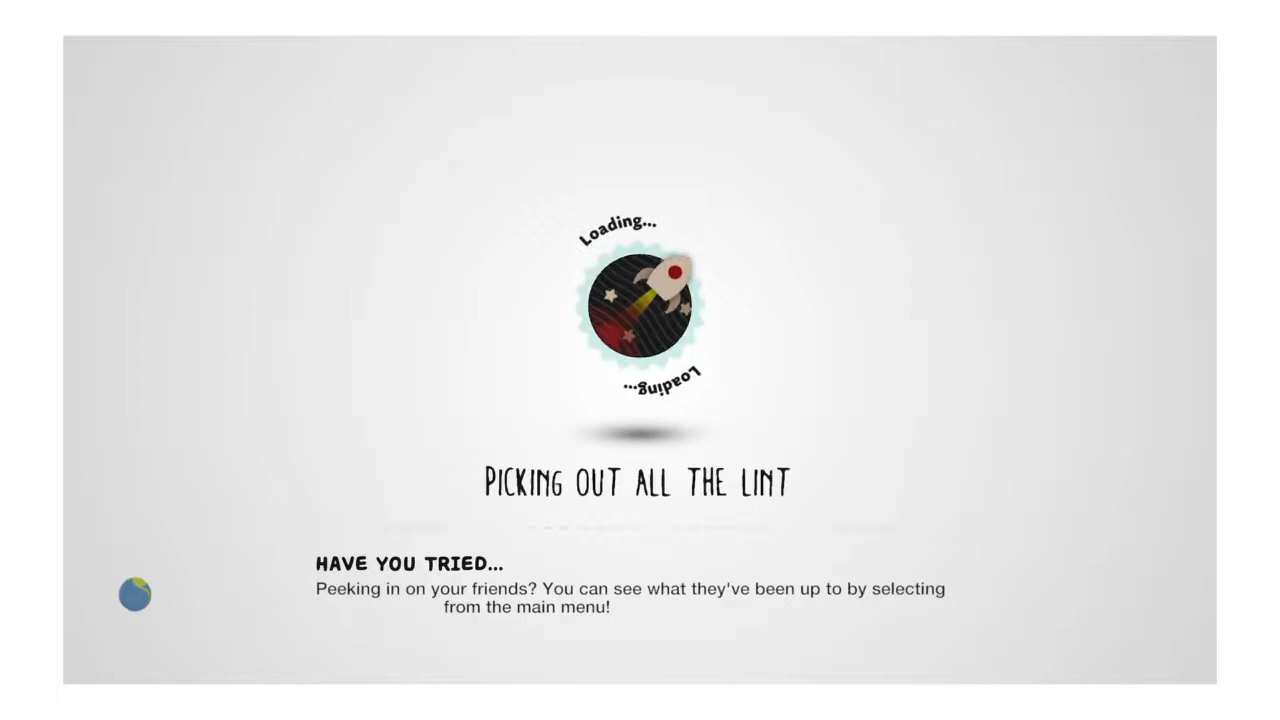 Loading...
Loading...
PICKING OUT ALL THE LINT
HAVE YOU TRIED...
Peeking in on your friends? You can see what they've been up to by selecting
from the main menu!